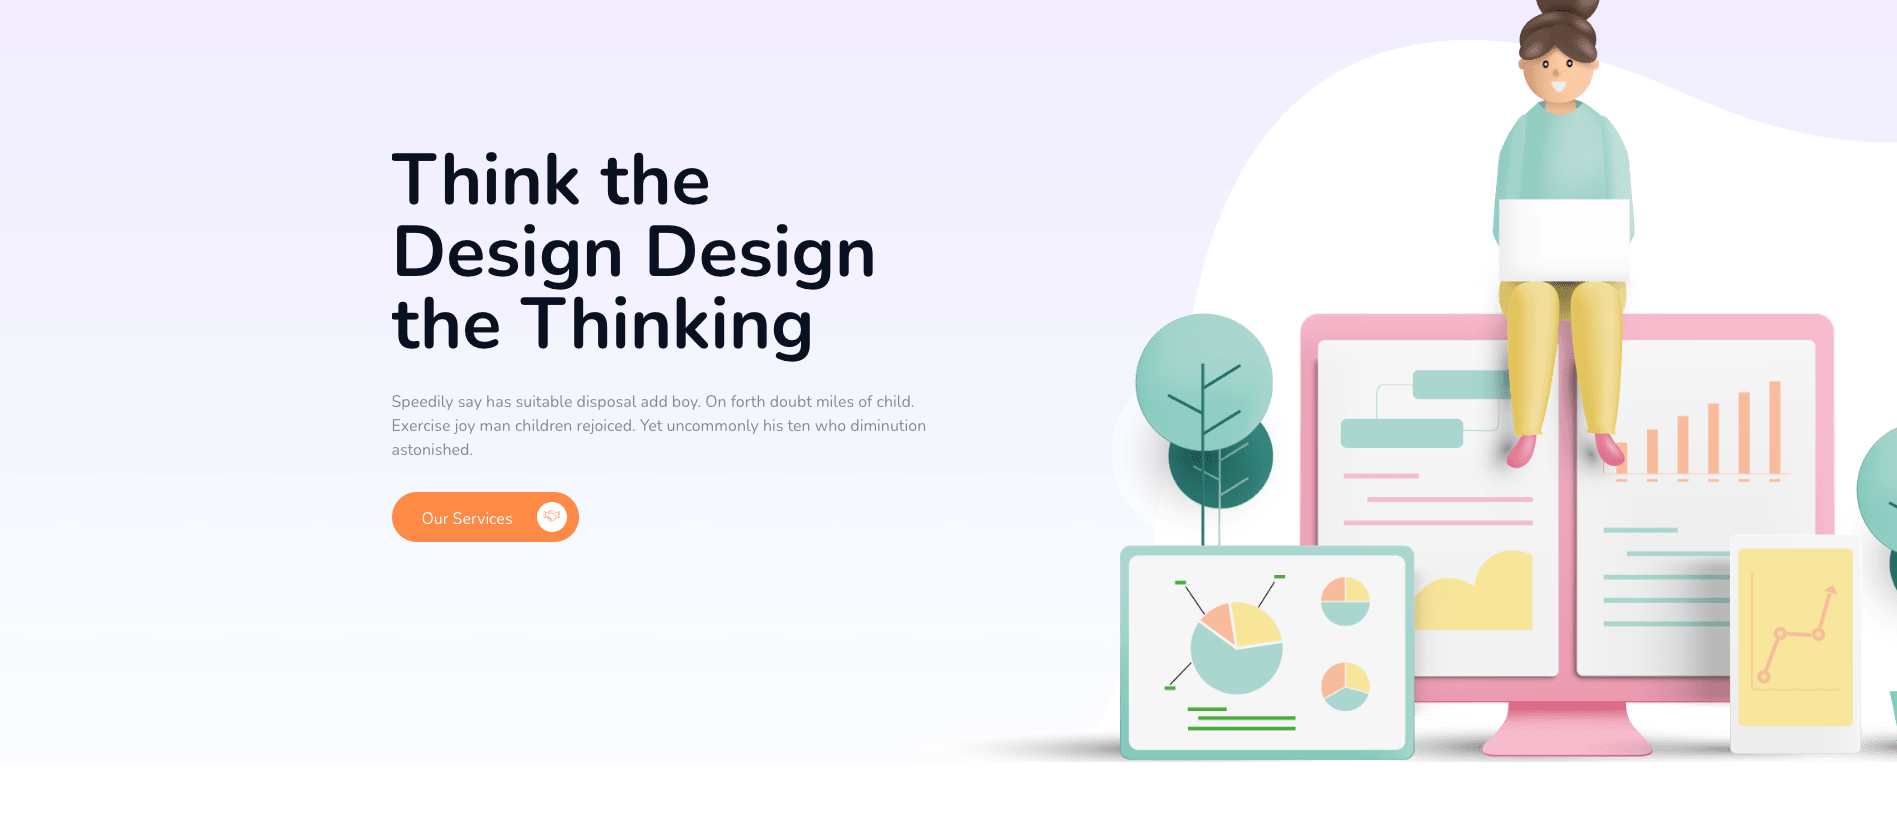 Think the
Design Design
the Thinking
Speedily say has suitable disposal add boy. On forth doubt miles of child.
Exercise joy man children rejoiced. Yet uncommonly his ten who diminution
astonished.
Our Services